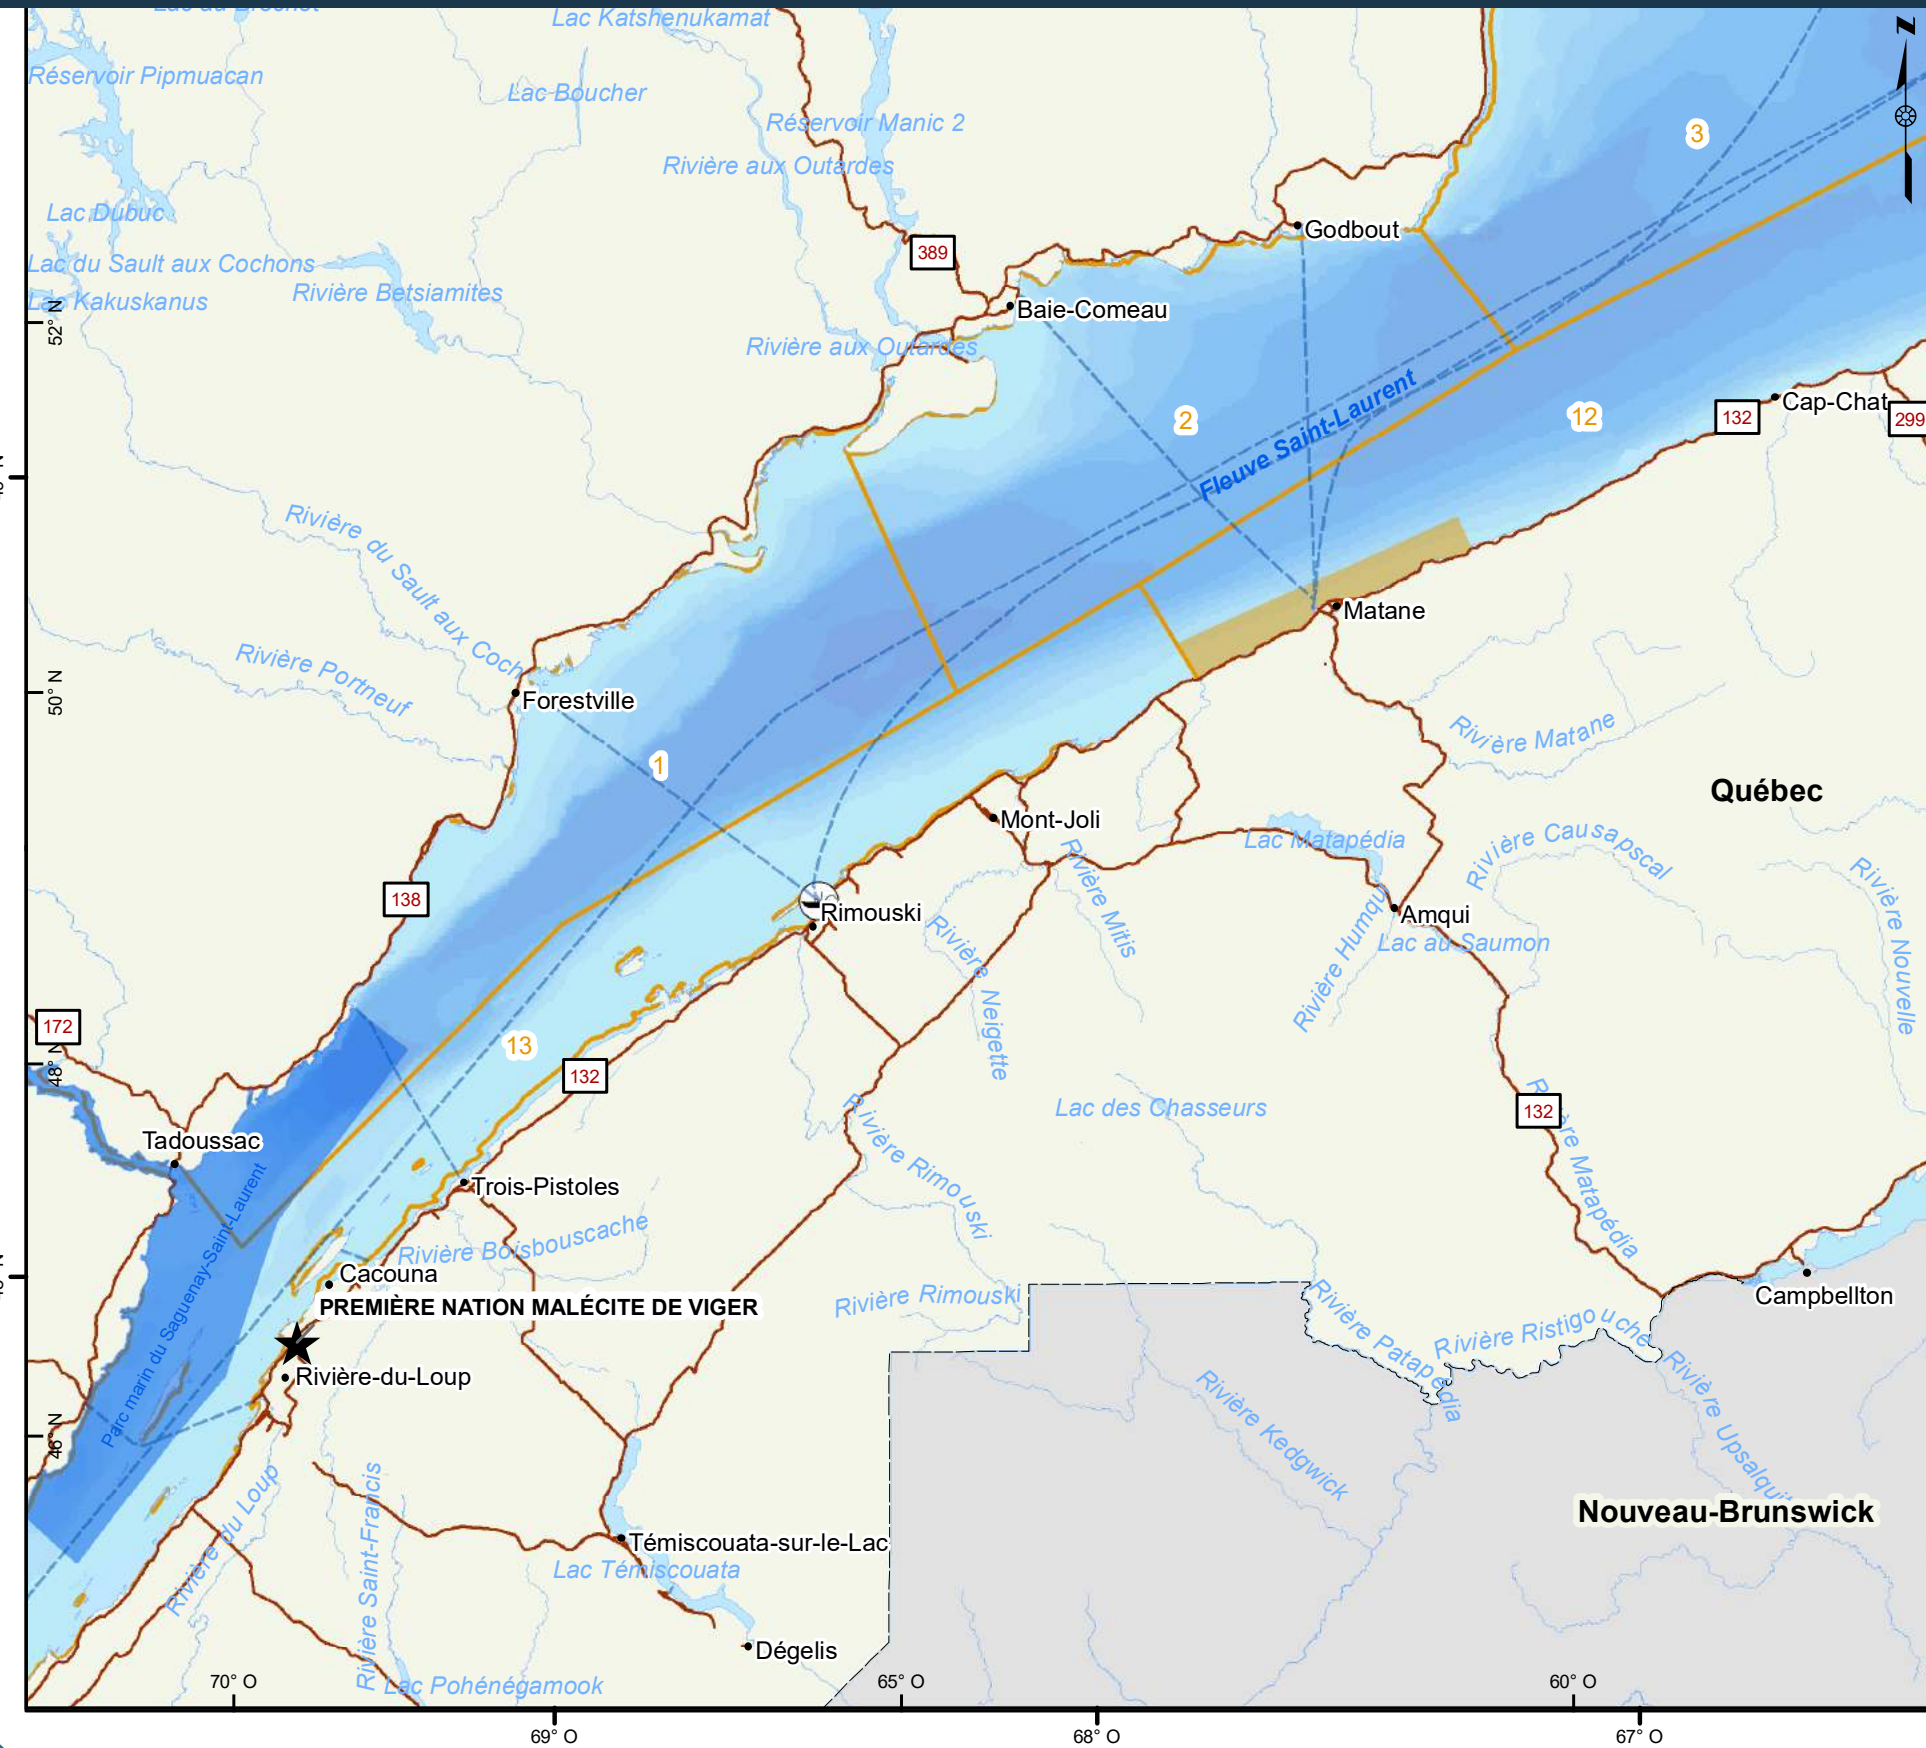 Lac Katshenukamat
Réservoir Pipmuacan
Lac Boucher
Réservoir Manic 2
3
Rivière aux Outardes
Lac Dubuc
Godbout
389
Lac du Sault aux Cochons
Rivière Betsiamites
Lac Kakuskanus
Baie-Comeau
52° N
Rivière aux Outardes
Fleuve Saint-Laurent
2
12
132
Cap-Chat
299
Rivière du Sault aux Coch
Matane
Rivière Portneuf
50° N
Forestville
Rivière Matane
1
Québec
Mont-Joli
Lac Matapédia
Rivière Causapscal
Rivière Mitis
Rivière Nouvelle
138
Rimouski
Rivière Humqui
Amqui
Lac au Saumon
Rivière Neigette
172
13
48° N
132
Lac des Chasseurs
132
Rivière Matapédia
Tadoussac
Rivière Rimouski
Parc marin du Saguenay-Saint-Laurent
Trois-Pistoles
Rivière Boisbouscache
Cacouna
Rivière Rimouski
Campbellton
PREMIÈRE NATION MALÉCITE DE VIGER
Rivière Patapédia
Rivière Ristigouche
Rivière-du-Loup
Rivière Kedgwick
Rivière Upsalqui
46° N
Rivière du Loup
Rivière Saint-Francis
Nouveau-Brunswick
Témiscouata-sur-le-Lac
Lac Témiscouata
Dégelis
Lac Pohénégamook
70° O
65° O
60° O
69° O
68° O
67° O